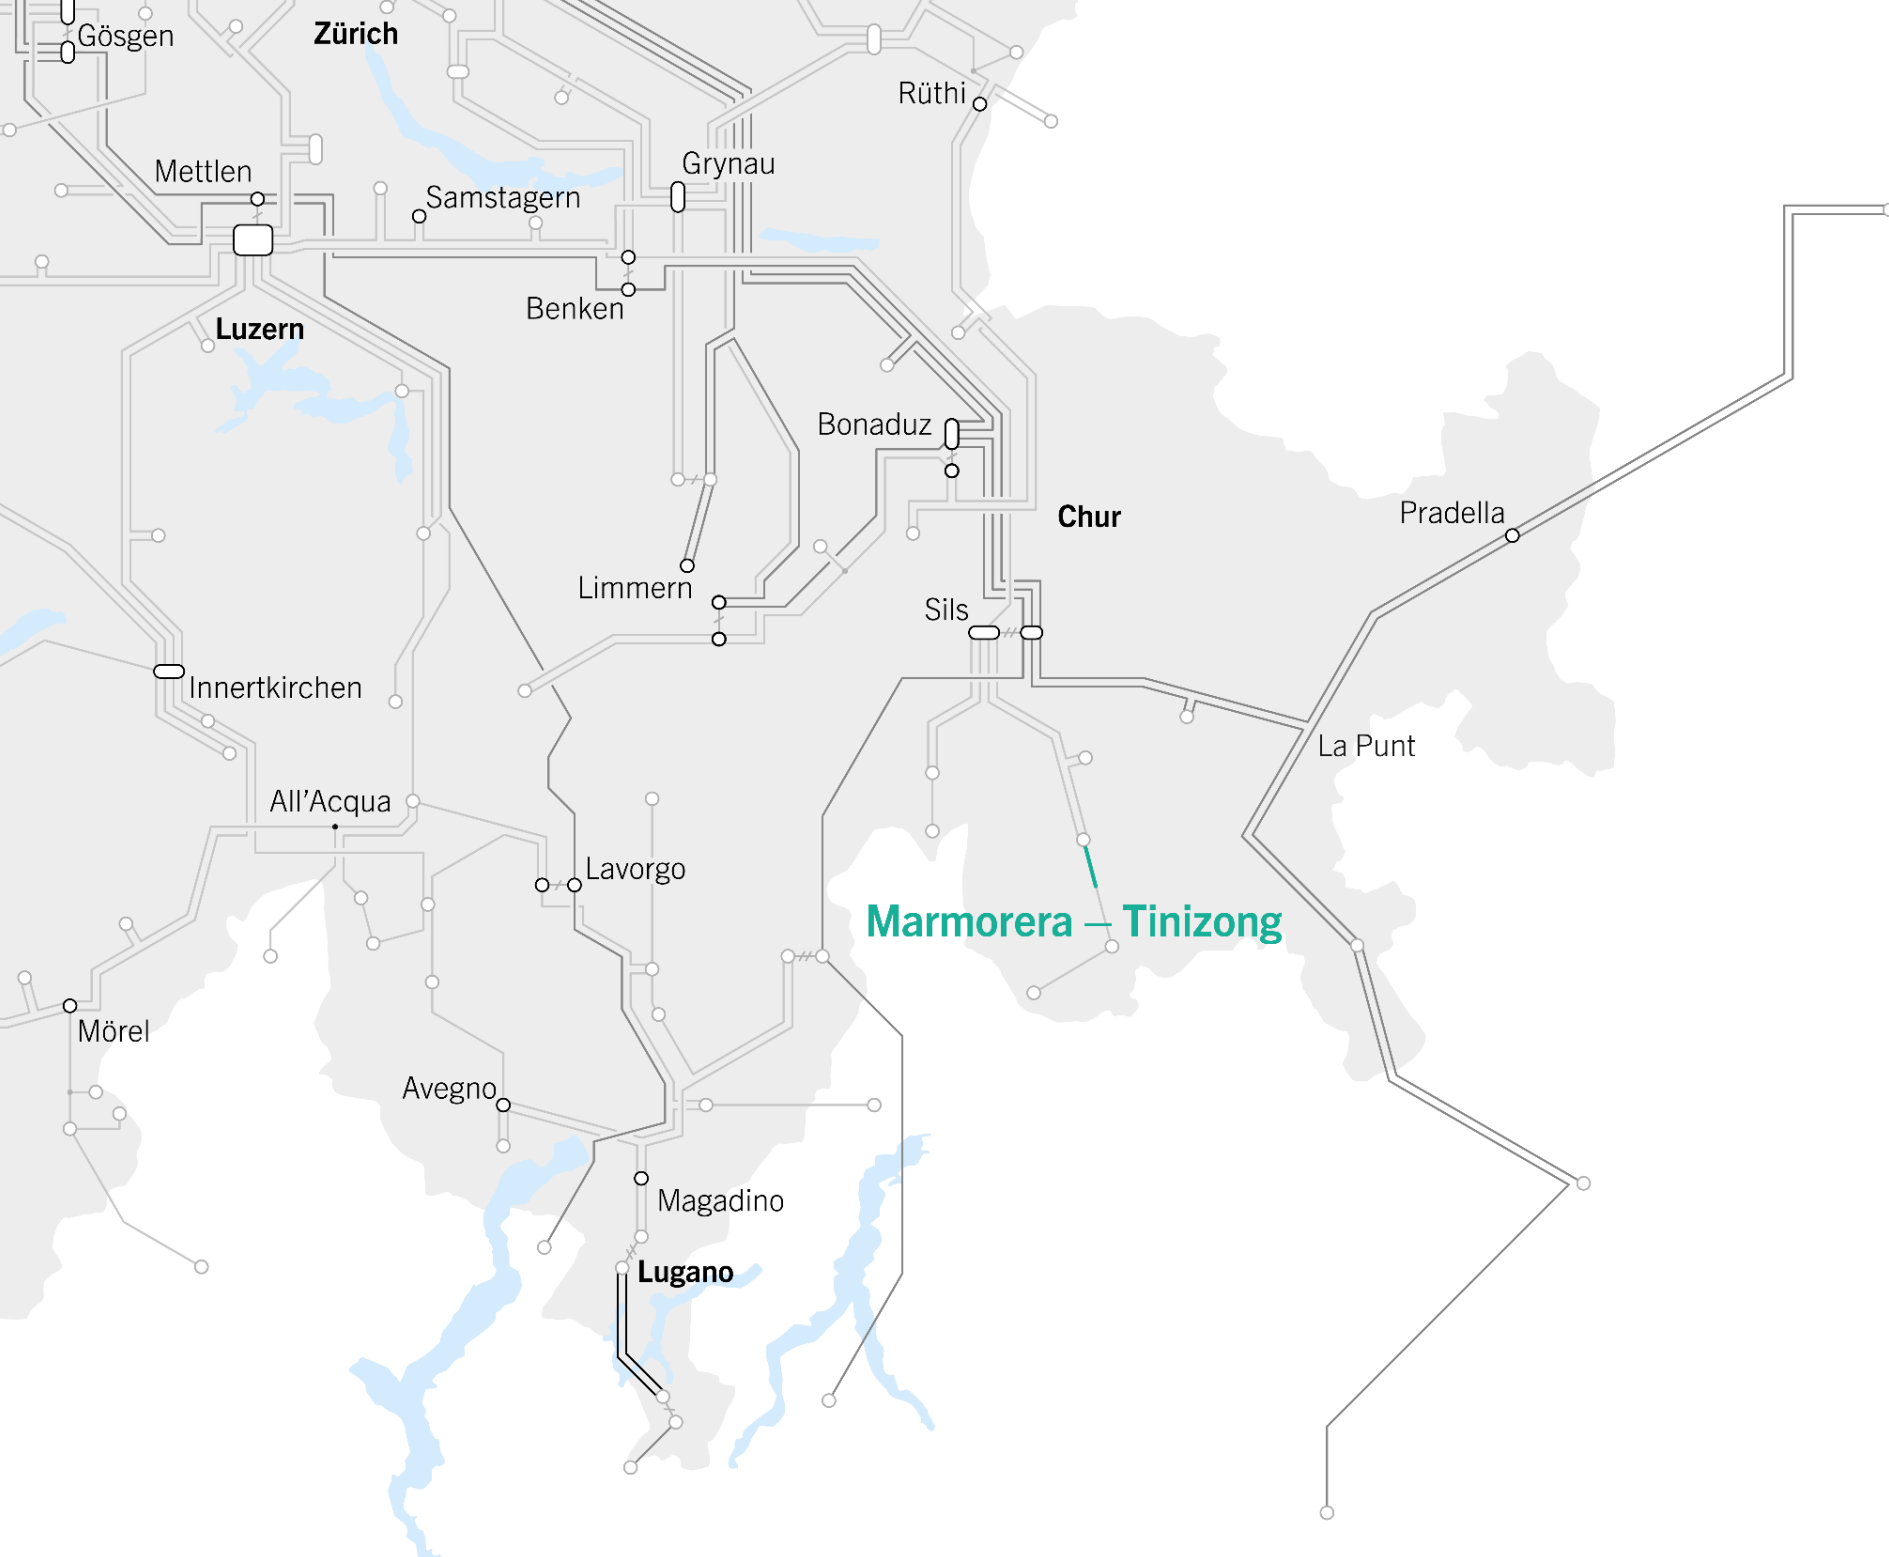 Gösgen
Zürich
Rüthi
Mettlen
Samstagern
Grynau
Benken
Luzern
Bonaduz
Chur
Pradella
Limmern
Sils
Innertkirchen
La Punt
All'Acqua
Lavorgo
Marmorera – Tinizong
Mörel
Avegno
Magadino
Lugano